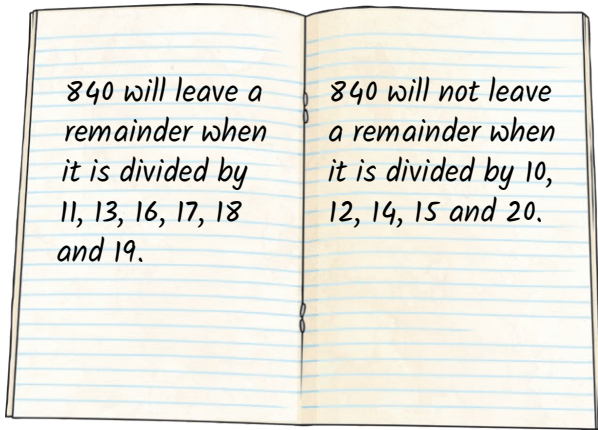 840 will leave a
remainder when
it is divided by
11, 13, 16, 17, 18
and 19.
840 will not leave
a remainder when
it is divided by 10,
12, 14, 15 and 20.